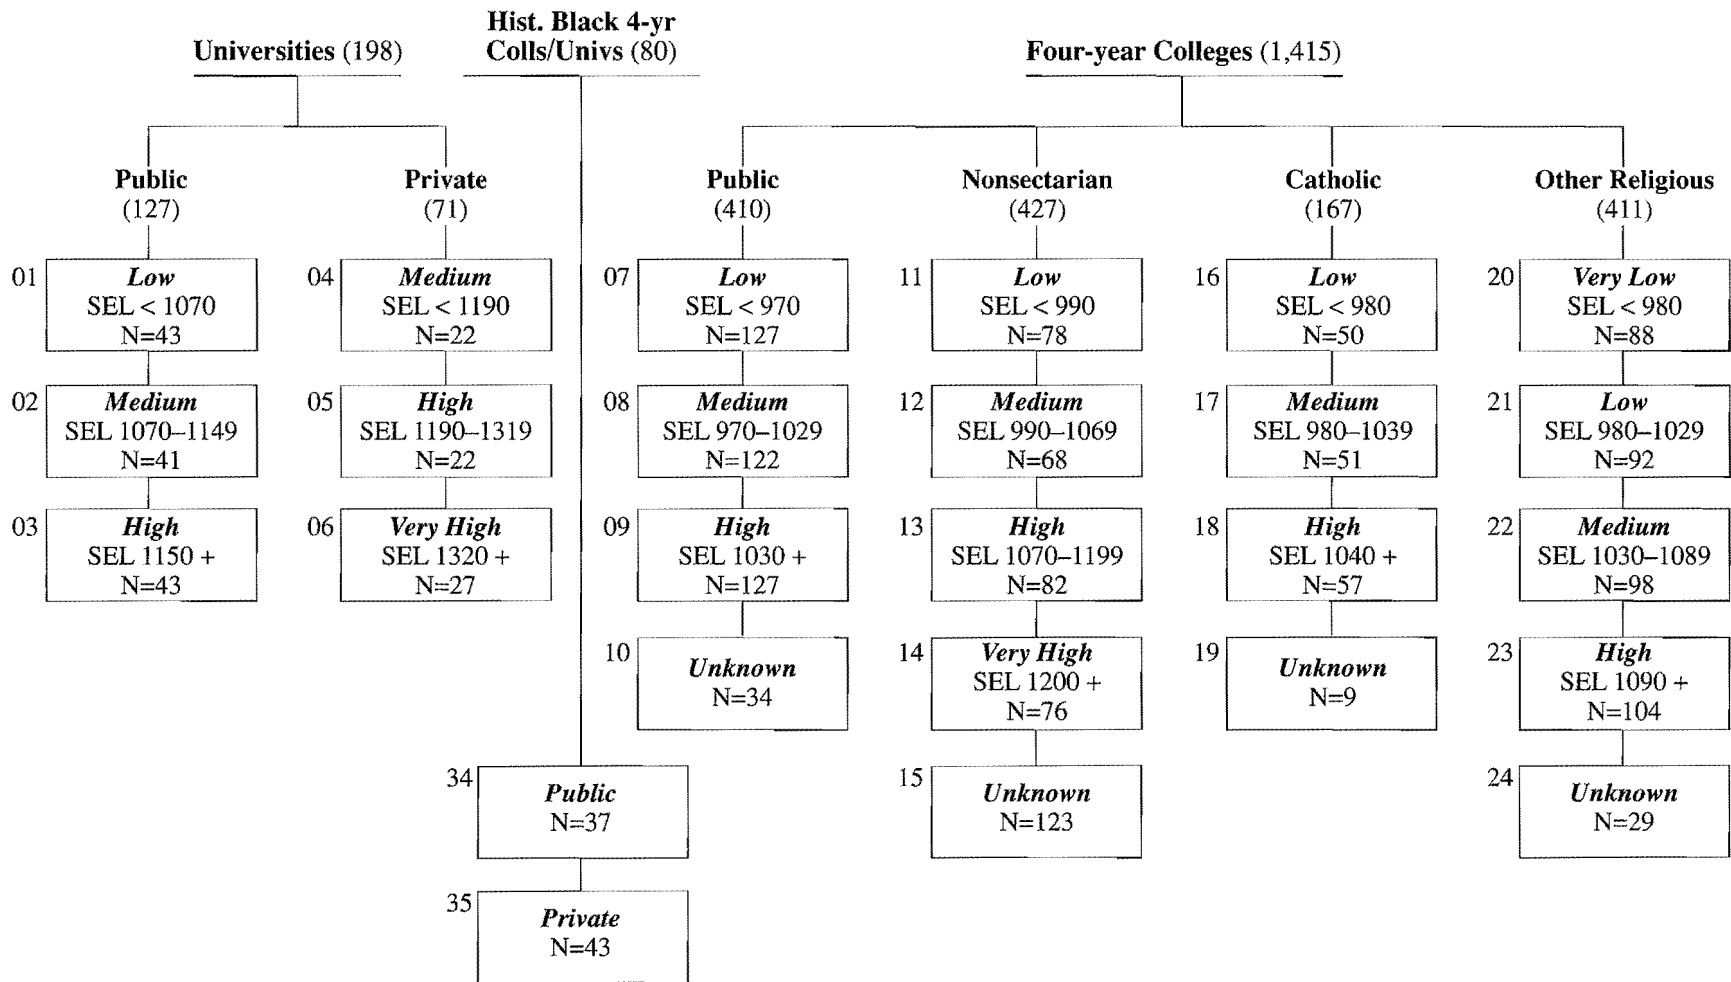 Universities (198)
Hist. Black 4-yr
Colls/Univs (80)
Four-year Colleges (1,415)
Public
(127)
01
Low
SEL < 1070
N=43
02
Medium
SEL 1070–1149
N=41
03
High
SEL 1150 +
N=43
Private
(71)
04
Medium
SEL < 1190
N=22
05
High
SEL 1190–1319
N=22
06
Very High
SEL 1320 +
N=27
34
Public
N=37
35
Private
N=43
Public
(410)
07
Low
SEL < 970
N=127
08
Medium
SEL 970–1029
N=122
09
High
SEL 1030 +
N=127
10
Unknown
N=34
Nonsectarian
(427)
11
Low
SEL < 990
N=78
12
Medium
SEL 990–1069
N=68
13
High
SEL 1070–1199
N=82
14
Very High
SEL 1200 +
N=76
15
Unknown
N=123
Catholic
(167)
16
Low
SEL < 980
N=50
17
Medium
SEL 980–1039
N=51
18
High
SEL 1040 +
N=57
19
Unknown
N=9
Other Religious
(411)
20
Very Low
SEL < 980
N=88
21
Low
SEL 980–1029
N=92
22
Medium
SEL 1030–1089
N=98
23
High
SEL 1090 +
N=104
24
Unknown
N=29